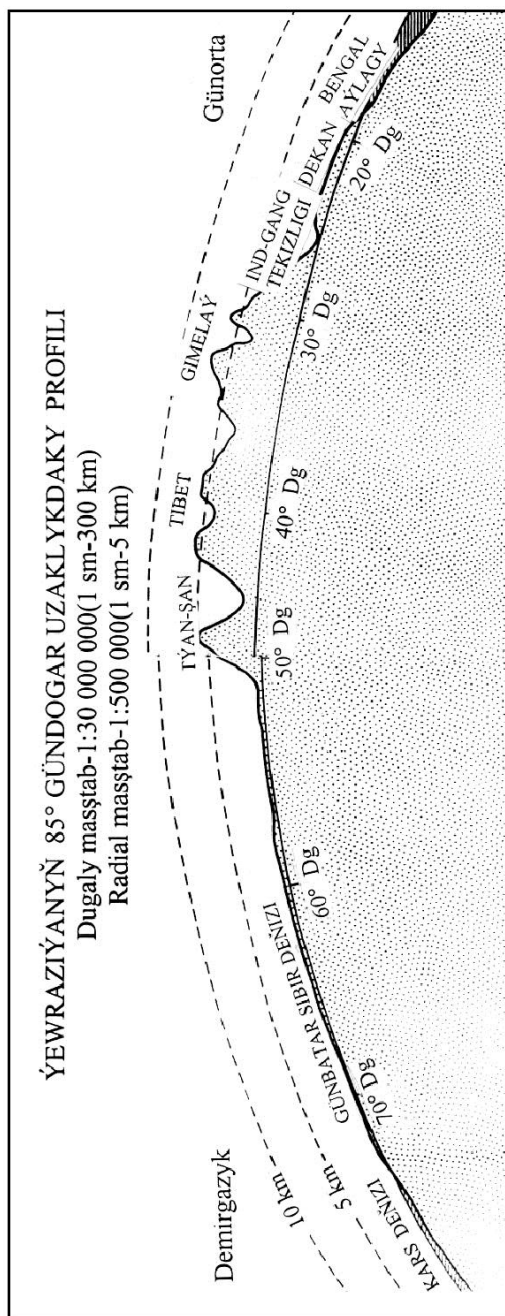 ÝEWRAZIÝANYŇ 85° GÜNDOGAR UZAKLYKDAKY PROFILI
Dugaly masştab-1:30 000 000(1 sm-300 km)
Radial masştab-1:500 000(1 sm-5 km)
Demirgazyk
Günorta
10 km
5 km
KARS DEŇIZI
GÜNBATAR SIBIR DENIZI
TÝAN-ŞAN
TIBET
GIMELAÝ
IND-GANG
TEKIZLIGI
DEKAN
BENGAL
AÝLAGY
70° Dg
60° Dg
50° Dg
40° Dg
30° Dg
20° Dg